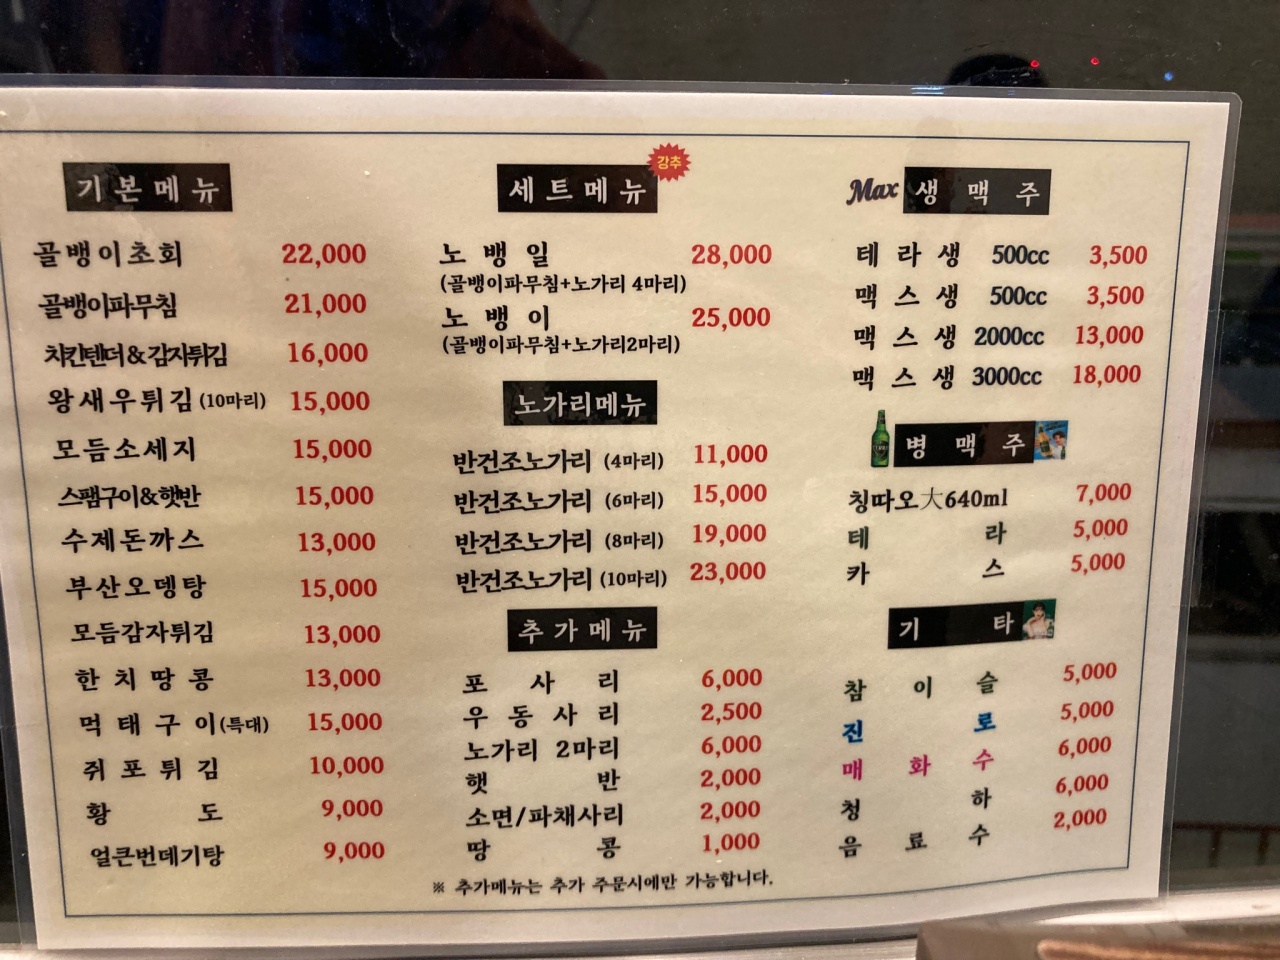 기본메뉴
골뱅이초회 22,000
골뱅이파무침 21,000
치킨텐더&감자튀김 16,000
왕새우튀김(10마리) 15,000
모듬소세지 15,000
스팸구이&햇반 15,000
수제돈까스 13,000
부산오뎅탕 15,000
모듬감자튀김 13,000
한치땅콩 13,000
먹태구이(특대) 15,000
쥐포튀김 10,000
황도 9,000
얼큰번데기탕 9,000
세트메뉴 강추
노뱅일 28,000
(골뱅이파무침+노가리 4마리)
노뱅이 25,000
(골뱅이파무침+노가리2마리)
노가리메뉴
반건조노가리 (4마리) 11,000
반건조노가리 (6마리) 15,000
반건조노가리 (8마리) 19,000
반건조노가리 (10마리) 23,000
추가메뉴
포사리 6,000
우동사리 2,500
노가리 2마리 6,000
햇반 2,000
소면/파채사리 2,000
땅콩 1,000
※ 추가메뉴는 추가 주문시에만 가능합니다.
Max 생맥주
테라생 500cc 3,500
맥스생 500cc 3,500
맥스생 2000cc 13,000
맥스생 3000cc 18,000
병맥주
칭따오大640ml 7,000
테라 5,000
카스 5,000
기타
참이슬 5,000
진로 5,000
매화수 6,000
청하 6,000
음료수 2,000